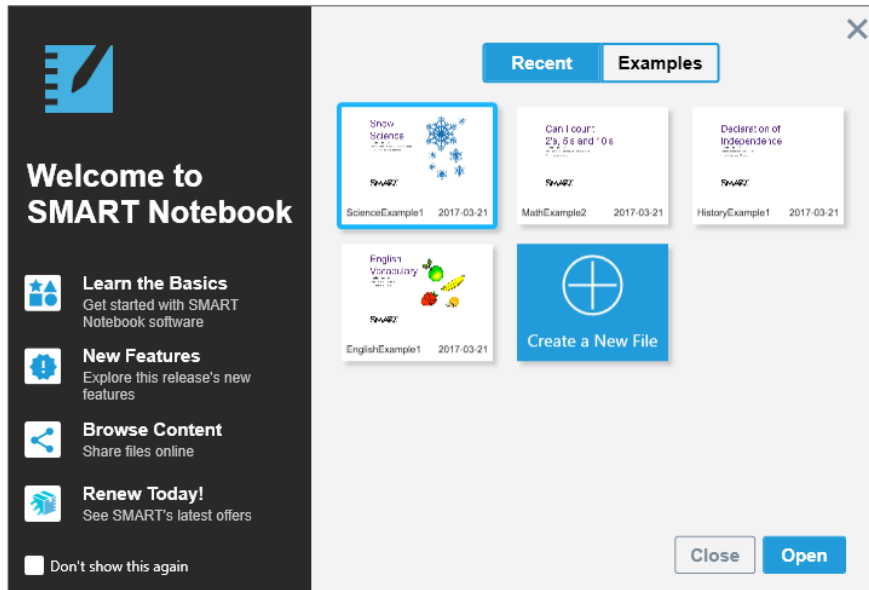 Welcome to
SMART Notebook
Learn the Basics
Get started with SMART
Notebook software
New Features
Explore this release's new
features
Browse Content
Share files online
Renew Today!
See SMART's latest offers
Don't show this again
Recent
Examples
Snow
Science
SMART
ScienceExample1 2017-03-21
Can I count
2's, 5's and 10's
SMART
MathExample2 2017-03-21
Declaration of
Independence
SMART
HistoryExample1 2017-03-21
English
Vocabulary
SMART
EnglishExample1 2017-03-21
Create a New File
Close
Open